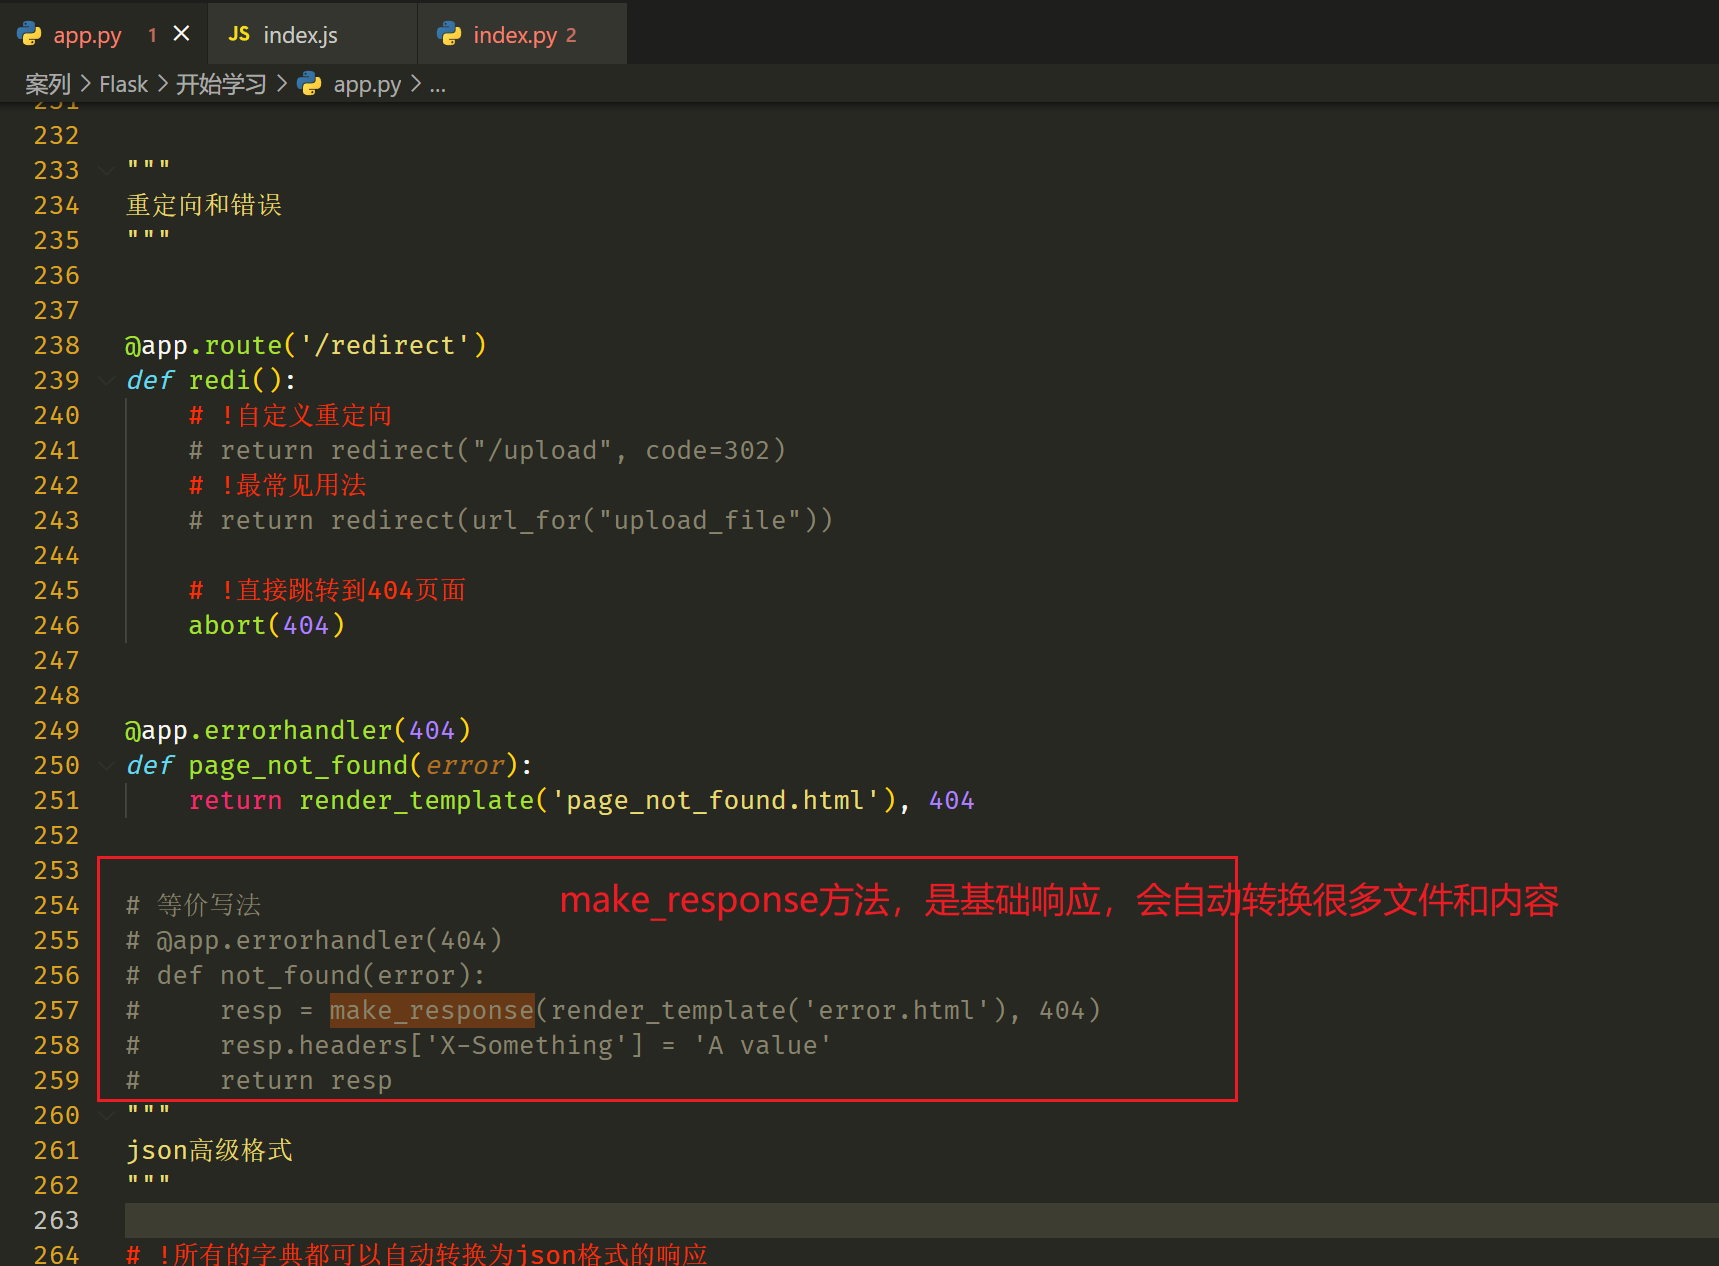 app.py 1
JS index.js
index.py 2
案列 > Flask > 开始学习 > app.py > ...
231
232
233 """
234 重定向和错误
235 """
236
237
238 @app.route('/redirect')
239 def redi():
240     # !自定义重定向
241     # return redirect("/upload", code=302)
242     # !最常见用法
243     # return redirect(url_for("upload_file"))
244
245     # !直接跳转到404页面
246     abort(404)
247
248
249 @app.errorhandler(404)
250 def page_not_found(error):
251     return render_template('page_not_found.html'), 404
252
253
254 # 等价写法
make_response方法，是基础响应，会自动转换很多文件和内容
255 # @app.errorhandler(404)
256 # def not_found(error):
257 #     resp = make_response(render_template('error.html'), 404)
258 #     resp.headers['X-Something'] = 'A value'
259 #     return resp
260 """
261 json高级格式
262 """
263
264 # !所有的字典都可以自动转换为json格式的响应